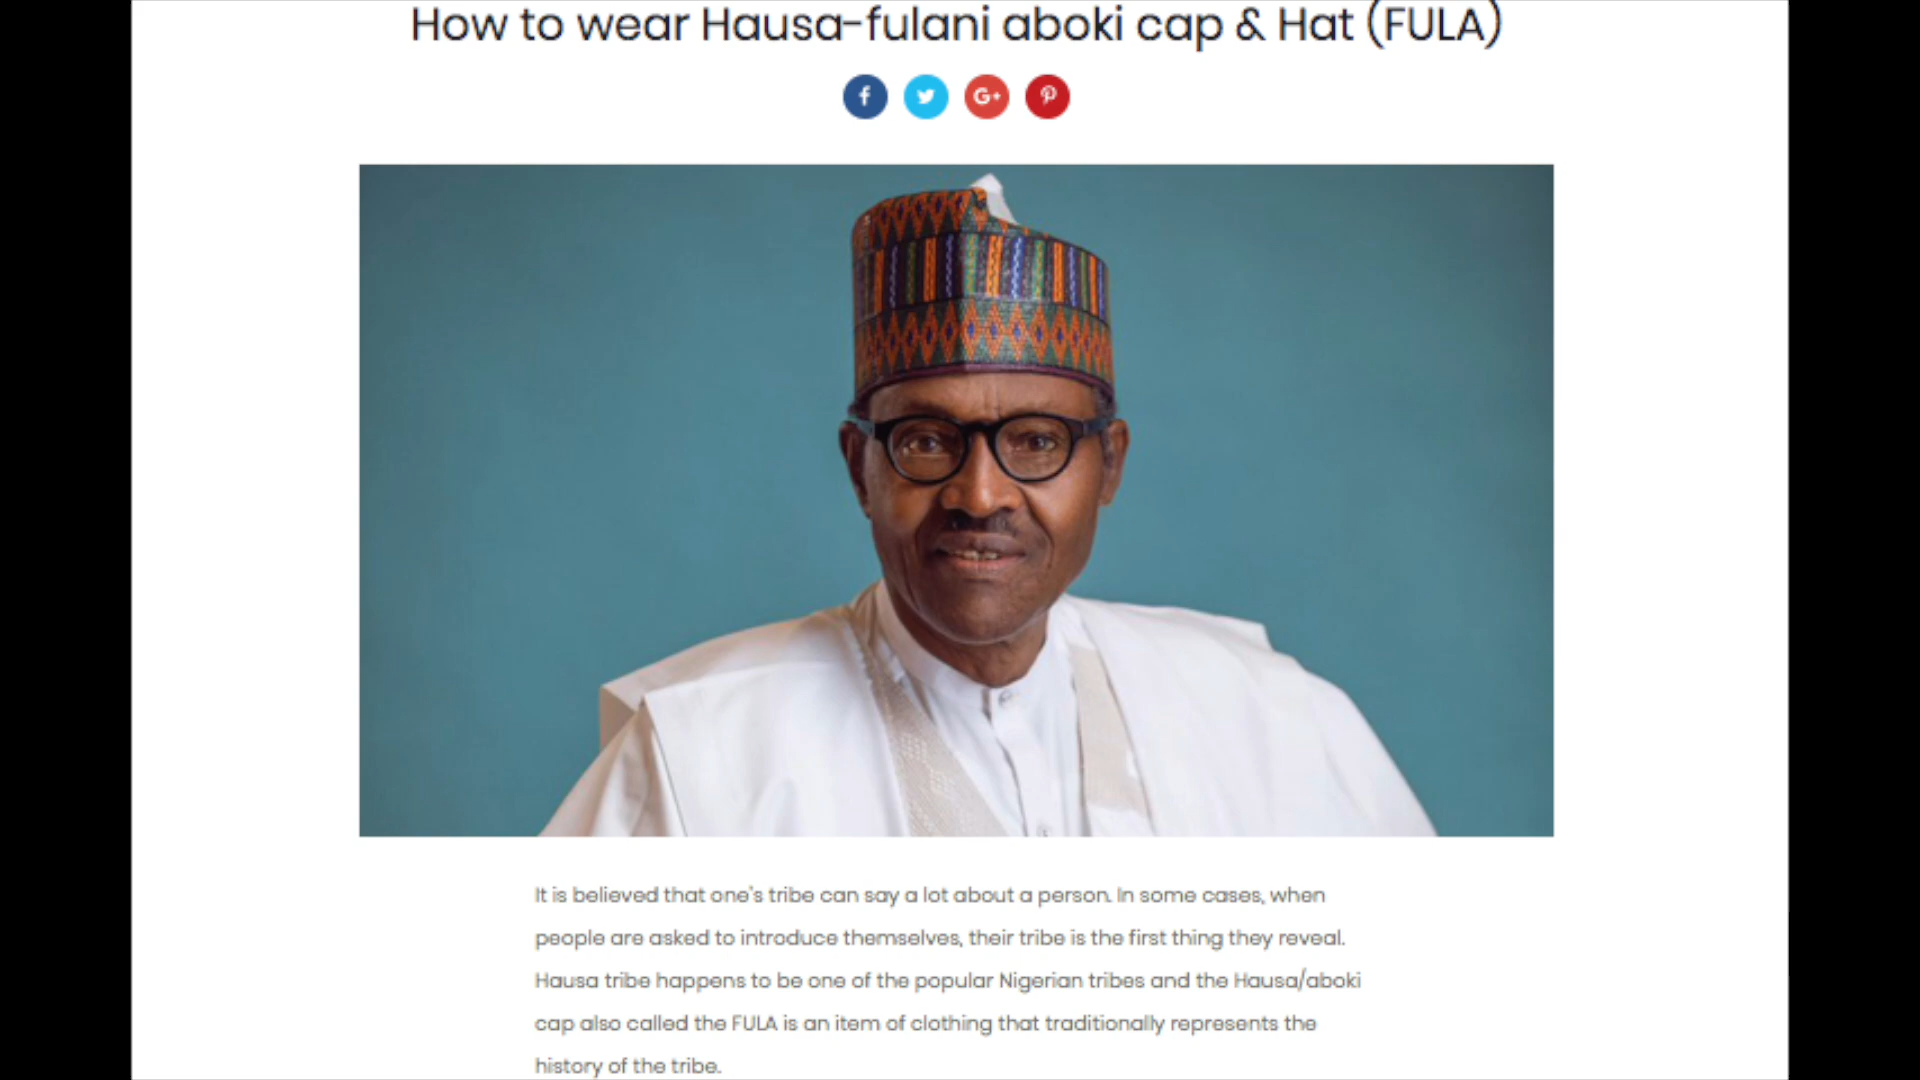 How to wear Hausa-fulani aboki cap & Hat (FULA)
f G+
It is believed that one's tribe can say a lot about a person. In some cases, when
people are asked to introduce themselves, their tribe is the first thing they reveal.
Hausa tribe happens to be one of the popular Nigerian tribes and the Hausa/aboki
cap also called the FULA is an item of clothing that traditionally represents the
history of the tribe.